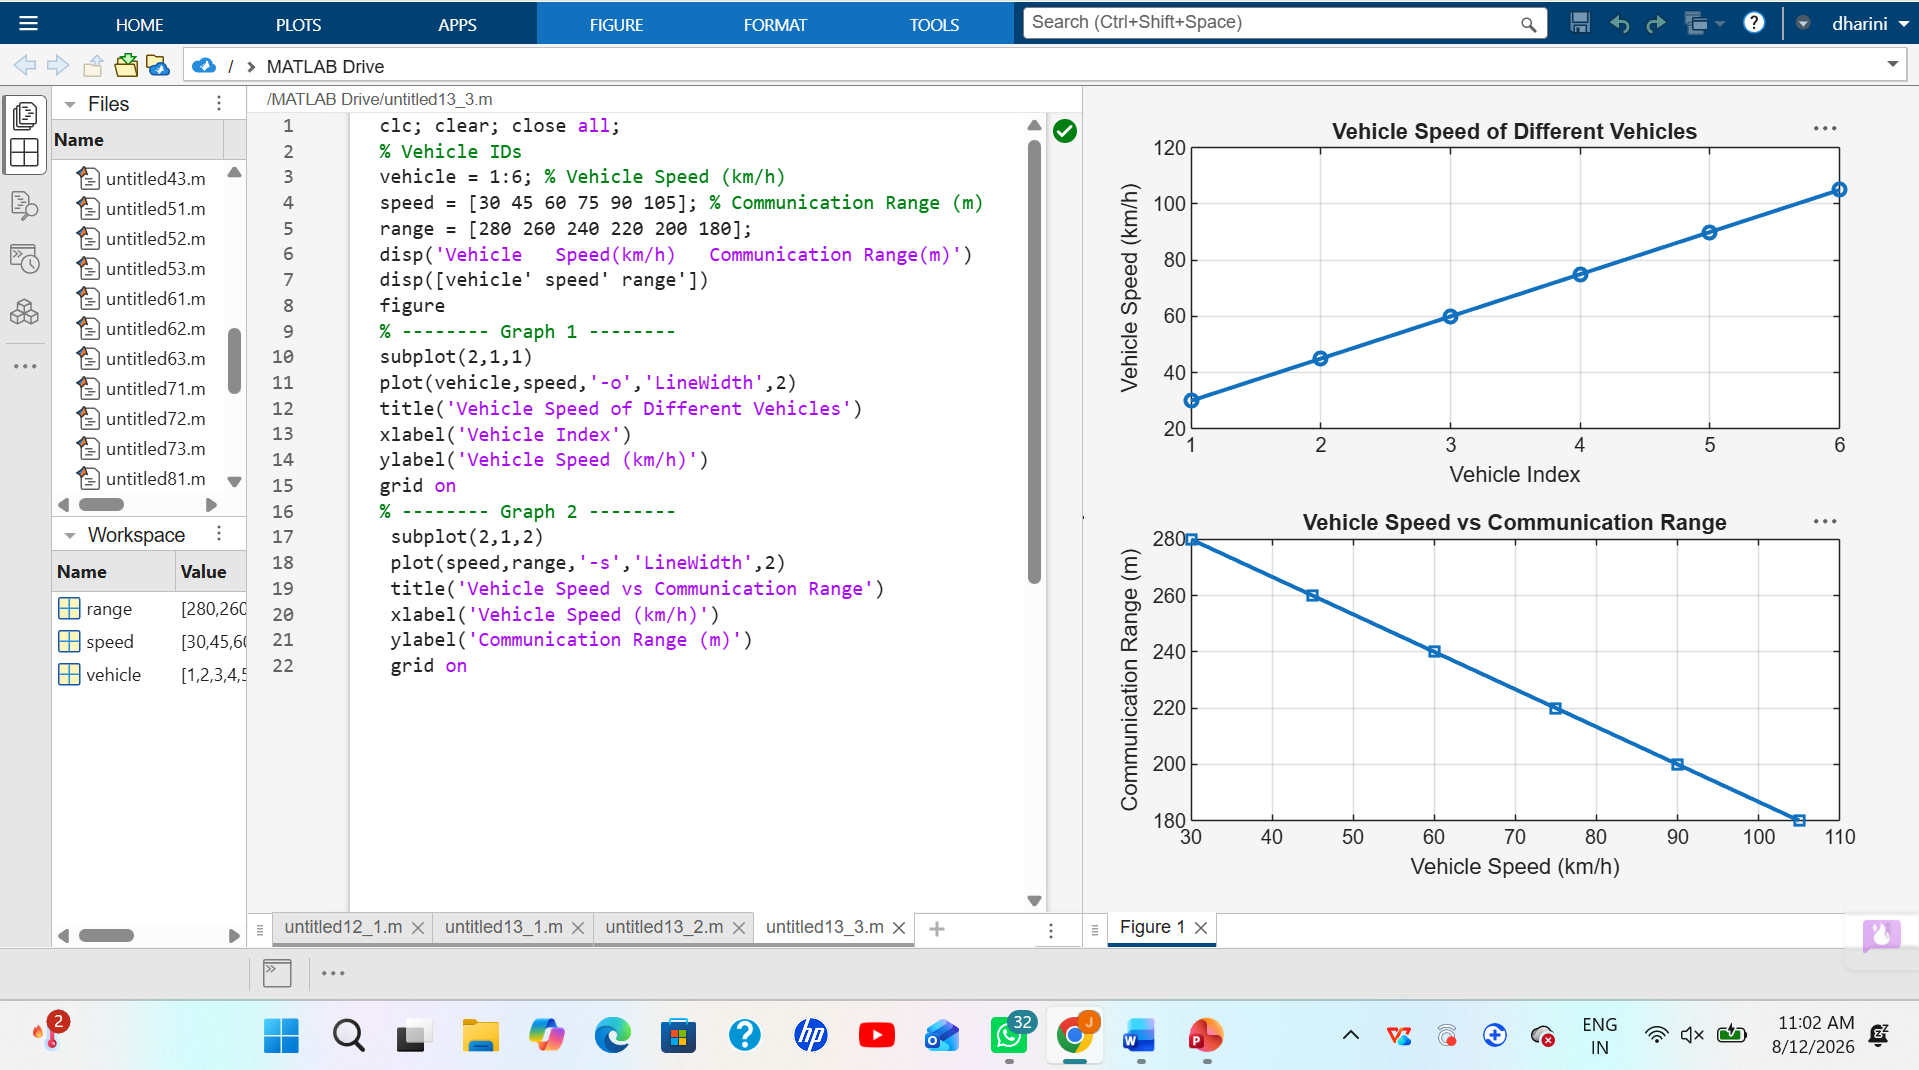 HOME PLOTS APPS FIGURE FORMAT TOOLS Search (Ctrl+Shift+Space) dharini
/ > MATLAB Drive
Files
Name
untitled43.m
untitled51.m
untitled52.m
untitled53.m
untitled61.m
untitled62.m
untitled63.m
untitled71.m
untitled72.m
untitled73.m
untitled81.m
Workspace
Name Value
range [280,260
speed [30,45,60
vehicle [1,2,3,4,5
/MATLAB Drive/untitled13_3.m
1 clc; clear; close all;
2 % Vehicle IDs
3 vehicle = 1:6; % Vehicle Speed (km/h)
4 speed = [30 45 60 75 90 105]; % Communication Range (m)
5 range = [280 260 240 220 200 180];
6 disp('Vehicle   Speed(km/h)   Communication Range(m)')
7 disp([vehicle' speed' range'])
8 figure
9 % -------- Graph 1 --------
10 subplot(2,1,1)
11 plot(vehicle,speed,'-o','LineWidth',2)
12 title('Vehicle Speed of Different Vehicles')
13 xlabel('Vehicle Index')
14 ylabel('Vehicle Speed (km/h)')
15 grid on
16 % -------- Graph 2 --------
17 subplot(2,1,2)
18 plot(speed,range,'-s','LineWidth',2)
19 title('Vehicle Speed vs Communication Range')
20 xlabel('Vehicle Speed (km/h)')
21 ylabel('Communication Range (m)')
22 grid on
untitled12_1.m untitled13_1.m untitled13_2.m untitled13_3.m
Vehicle Speed of Different Vehicles
Vehicle Speed (km/h)
120
100
80
60
40
20
1 2 3 4 5 6
Vehicle Index
Vehicle Speed vs Communication Range
Communication Range (m)
280
260
240
220
200
180
30 40 50 60 70 80 90 100 110
Vehicle Speed (km/h)
Figure 1
2
hp
32
J
W
P
ENG
IN
11:02 AM
8/12/2026